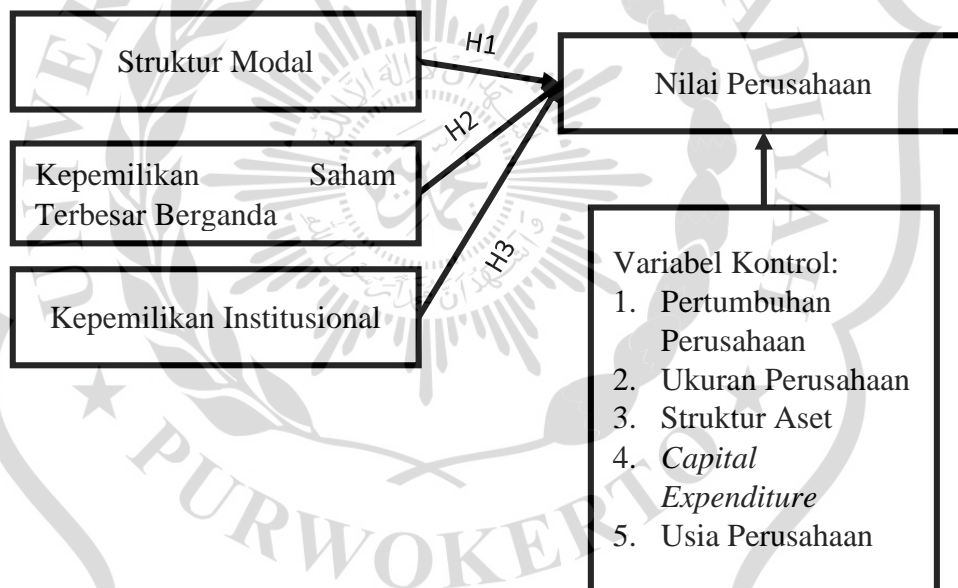 Struktur Modal
H1
Nilai Perusahaan
H2
Kepemilikan Saham
Terbesar Berganda
H3
Kepemilikan Institusional
Variabel Kontrol:
1. Pertumbuhan
Perusahaan
2. Ukuran Perusahaan
3. Struktur Aset
4. Capital
Expenditure
5. Usia Perusahaan
PURWOKERTO